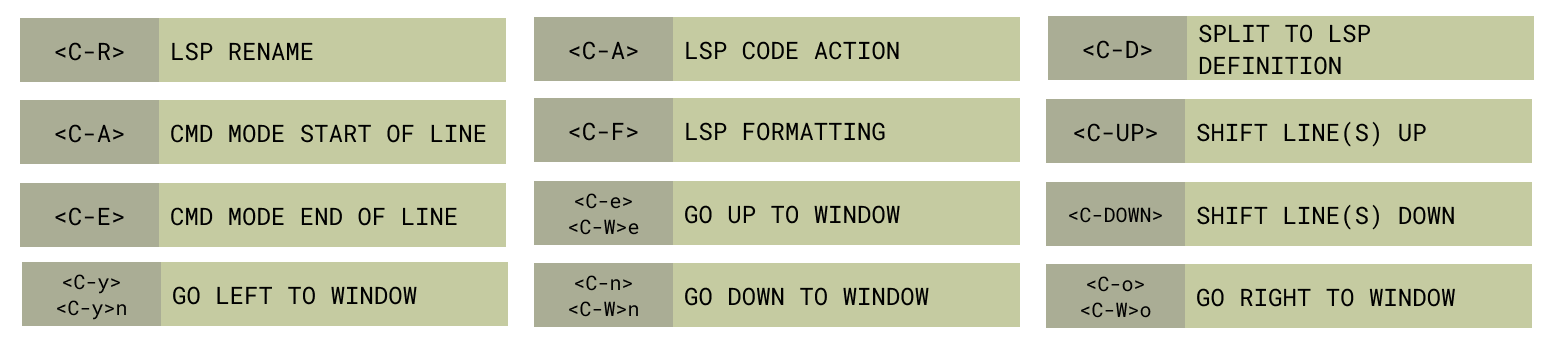 <C-R> LSP RENAME
<C-A> LSP CODE ACTION
<C-D> SPLIT TO LSP
DEFINITION
<C-A> CMD MODE START OF LINE
<C-F> LSP FORMATTING
<C-UP> SHIFT LINE(S) UP
<C-E> CMD MODE END OF LINE
<C-e>
<C-W>e
GO UP TO WINDOW
<C-DOWN> SHIFT LINE(S) DOWN
<C-y>
<C-y>n
GO LEFT TO WINDOW
<C-n>
<C-W>n
GO DOWN TO WINDOW
<C-o>
<C-W>o
GO RIGHT TO WINDOW